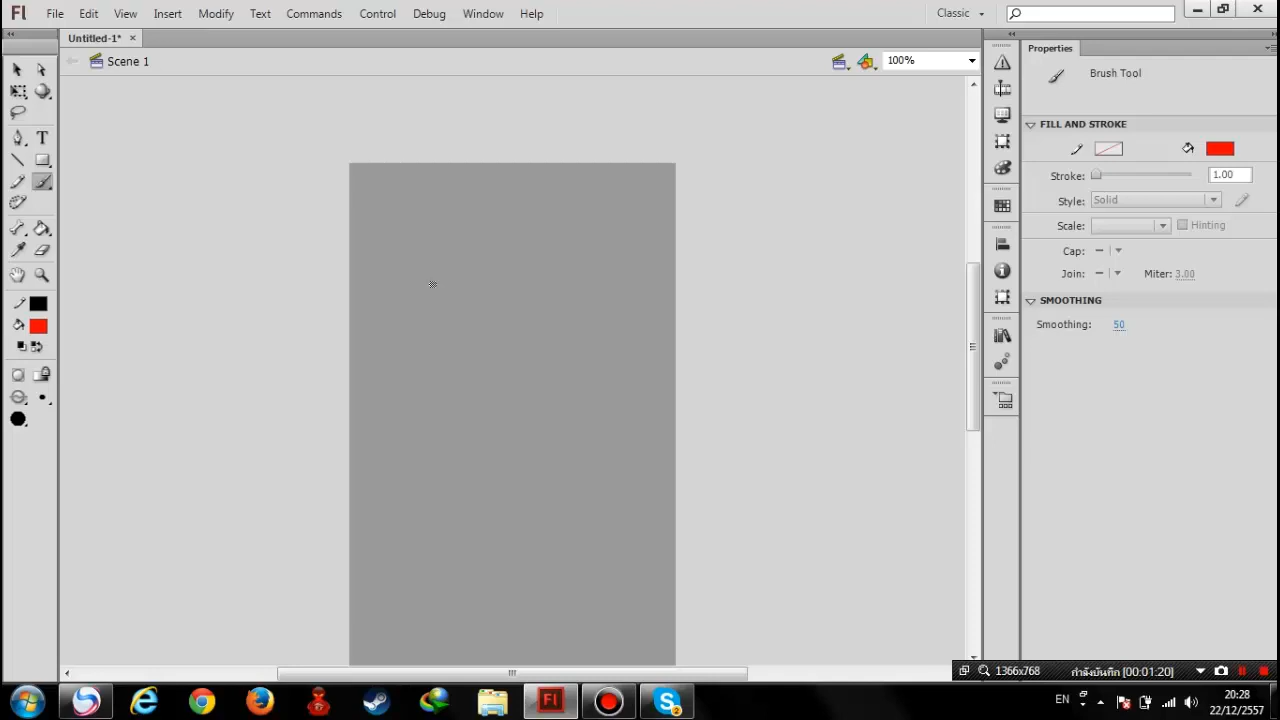 Fl File Edit View Insert Modify Text Commands Control Debug Window Help Classic
Untitled-1* ×
Scene 1 100%
Properties
Brush Tool
FILL AND STROKE
Stroke: 1.00
Style: Solid
Scale: Hinting
Cap:
Join: Miter: 3.00
SMOOTHING
Smoothing: 50
1366x768 กำลังบันทึก [00:01:20]
Fl S 2 EN 20:28
22/12/2557